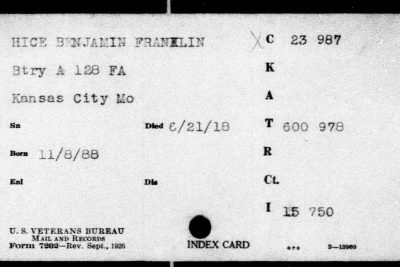 HICE BENJAMIN FRANKLIN X C 23 987
Btry A 128 FA K
Kansas City Mo A
Sn Died 6/21/18 T 600 978
Born 11/8/88 R
Enl Dis Ct.
I 15 750
U. S. VETERANS BUREAU
MAIL AND RECORDS
Form 7202—Rev. Sept., 1926 INDEX CARD 2—12960